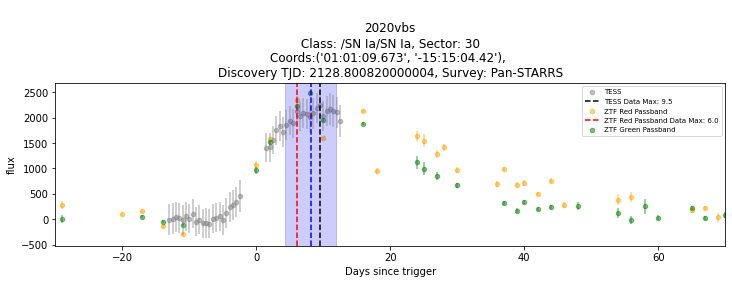 2020vbs
Class: /SN Ia/SN Ia, Sector: 30
Coords:('01:01:09.673', '-15:15:04.42'),
Discovery TJD: 2128.800820000004, Survey: Pan-STARRS
2500
2000
1500
1000
500
0
−500
flux
TESS
TESS Data Max: 9.5
ZTF Red Passband
ZTF Red Passband Data Max: 6.0
ZTF Green Passband
−20
0
20
40
60
Days since trigger